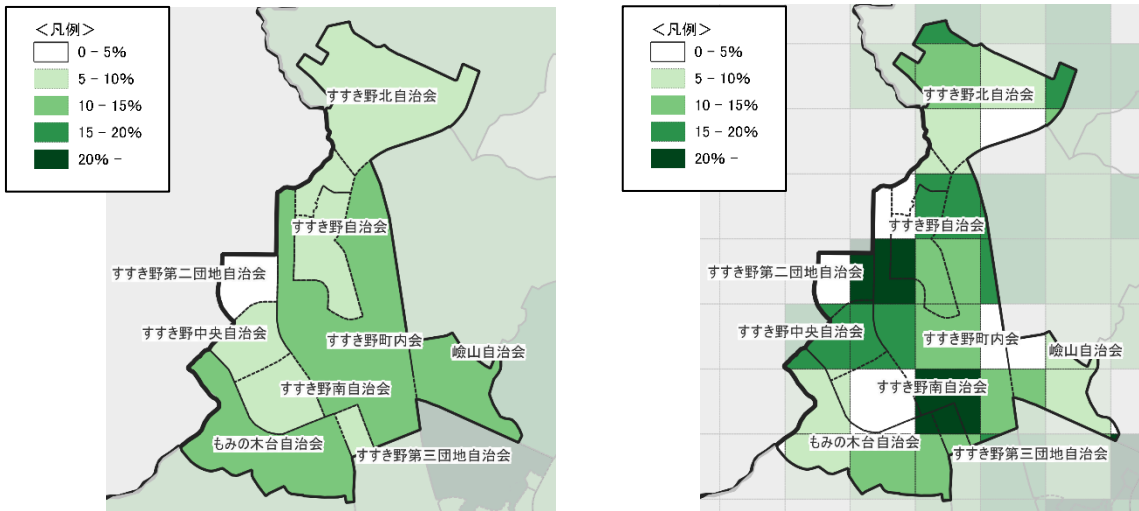 ＜凡例＞
0 - 5%
5 - 10%
10 - 15%
15 - 20%
20% -
すすき野北自治会
すすき野自治会
すすき野第二団地自治会
すすき野中央自治会
すすき野町内会
嶮山自治会
すすき野南自治会
もみの木台自治会
すすき野第三団地自治会
＜凡例＞
0 - 5%
5 - 10%
10 - 15%
15 - 20%
20% -
すすき野北自治会
すすき野自治会
すすき野第二団地自治会
すすき野中央自治会
すすき野町内会
嶮山自治会
すすき野南自治会
もみの木台自治会
すすき野第三団地自治会